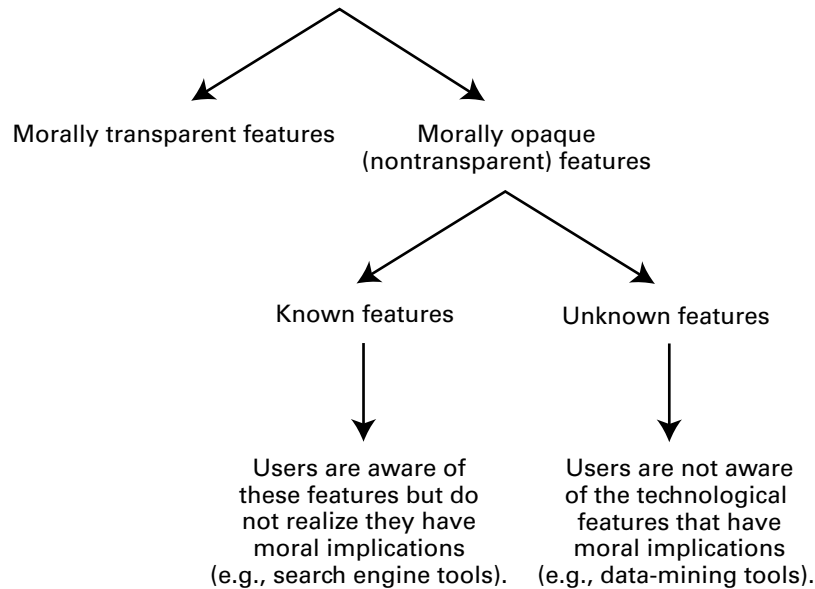 Morally transparent features
Morally opaque
(nontransparent) features
Known features
Unknown features
Users are aware of
these features but do
not realize they have
moral implications
(e.g., search engine tools).
Users are not aware
of the technological
features that have
moral implications
(e.g., data-mining tools).